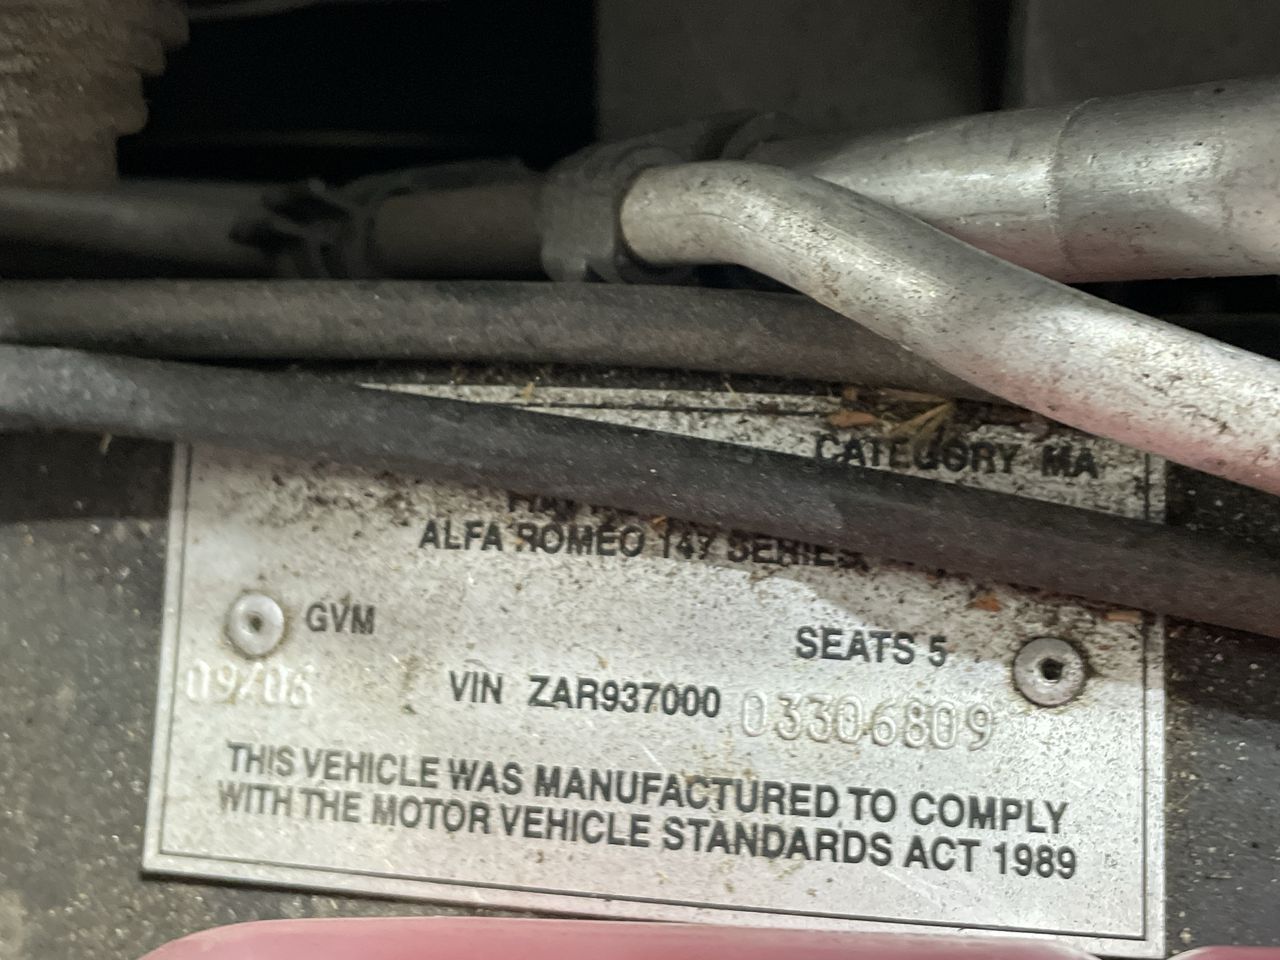 CATEGORY MA
ALFA ROMEO 147 SERIES
GVM
SEATS 5
09/06
VIN ZAR937000 03306809
THIS VEHICLE WAS MANUFACTURED TO COMPLY
WITH THE MOTOR VEHICLE STANDARDS ACT 1989